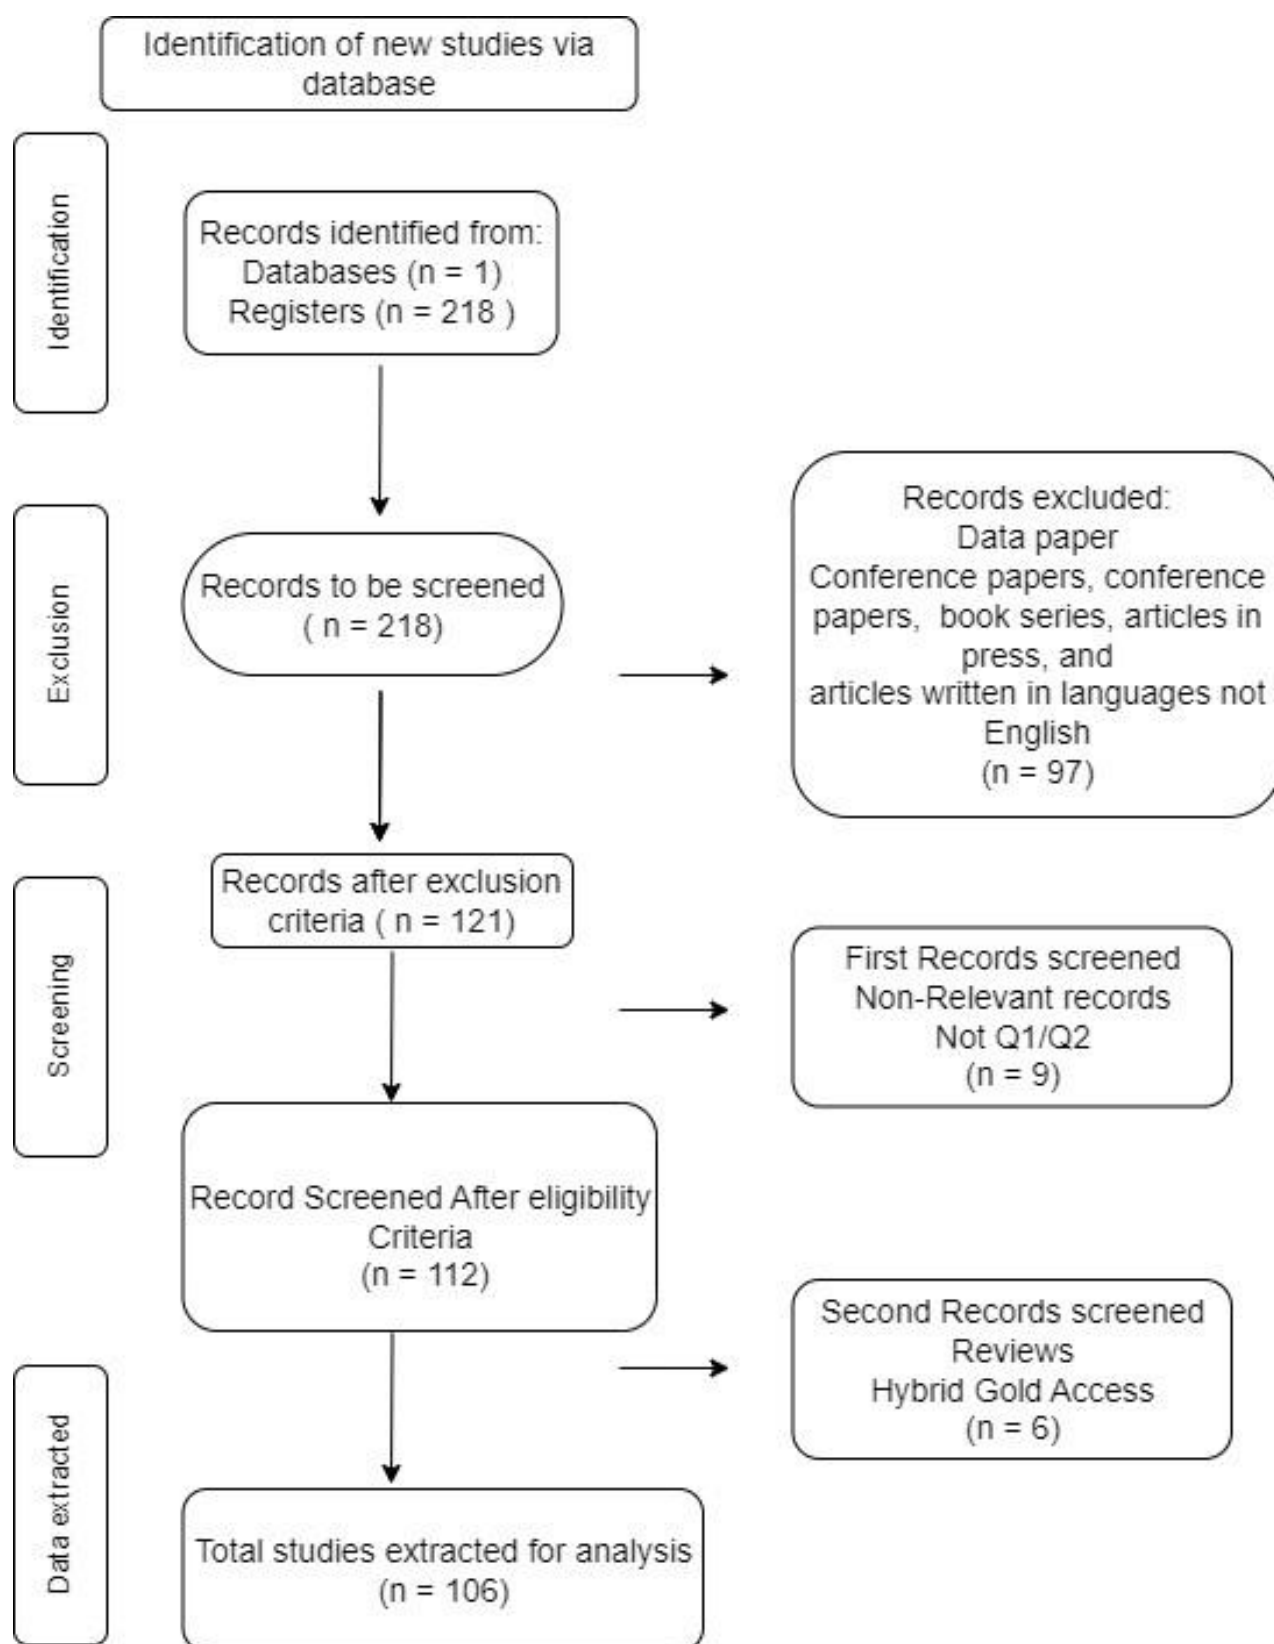 Identification of new studies via
database
Identification
Records identified from:
Databases (n = 1)
Registers (n = 218 )
Exclusion
Records to be screened
( n = 218)
Records excluded:
Data paper
Conference papers, conference
papers,  book series, articles in
press, and
articles written in languages not
English
(n = 97)
Screening
Records after exclusion
criteria ( n = 121)
First Records screened
Non-Relevant records
Not Q1/Q2
(n = 9)
Record Screened After eligibility
Criteria
(n = 112)
Second Records screened
Reviews
Hybrid Gold Access
(n = 6)
Data extracted
Total studies extracted for analysis
(n = 106)